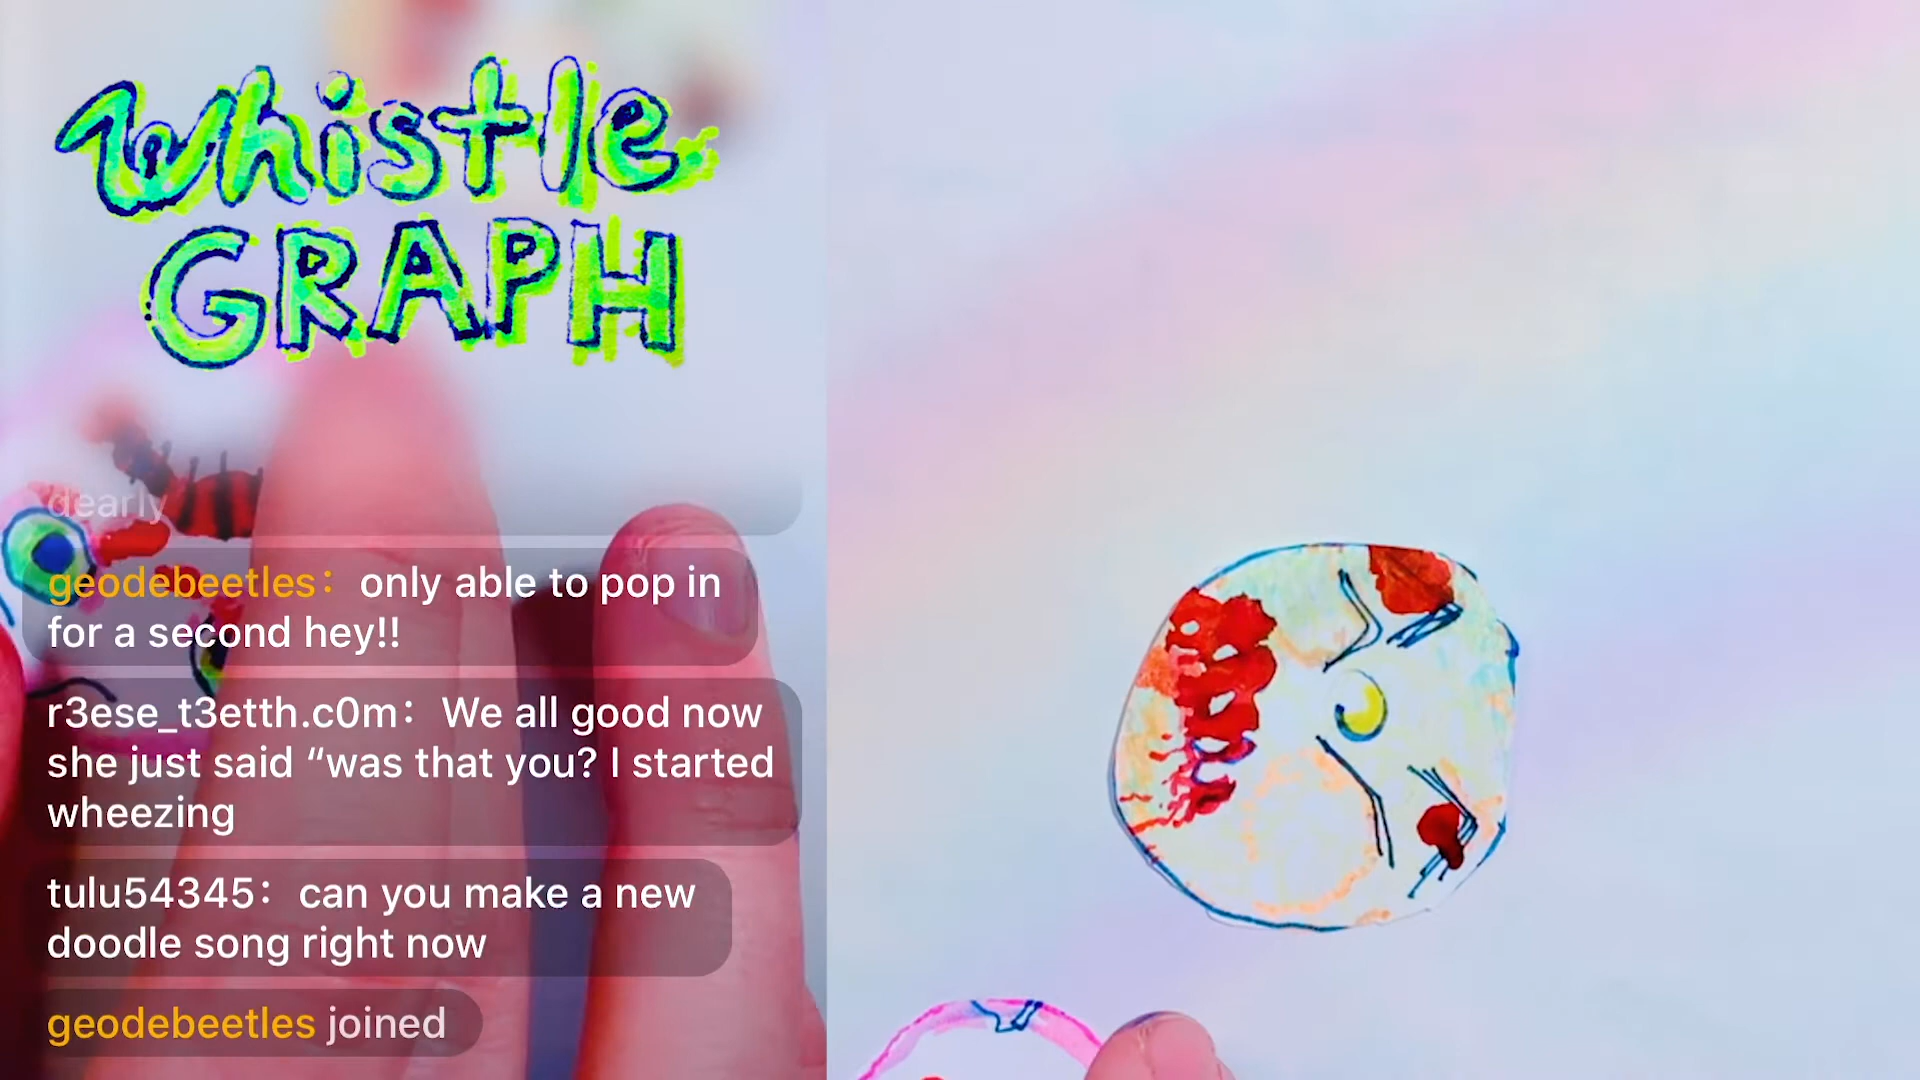 Whistle
GRAPH
dearly
geodebeetles: only able to pop in
for a second hey!!
r3ese_t3etth.c0m: We all good now
she just said “was that you? I started
wheezing
tulu54345: can you make a new
doodle song right now
geodebeetles joined